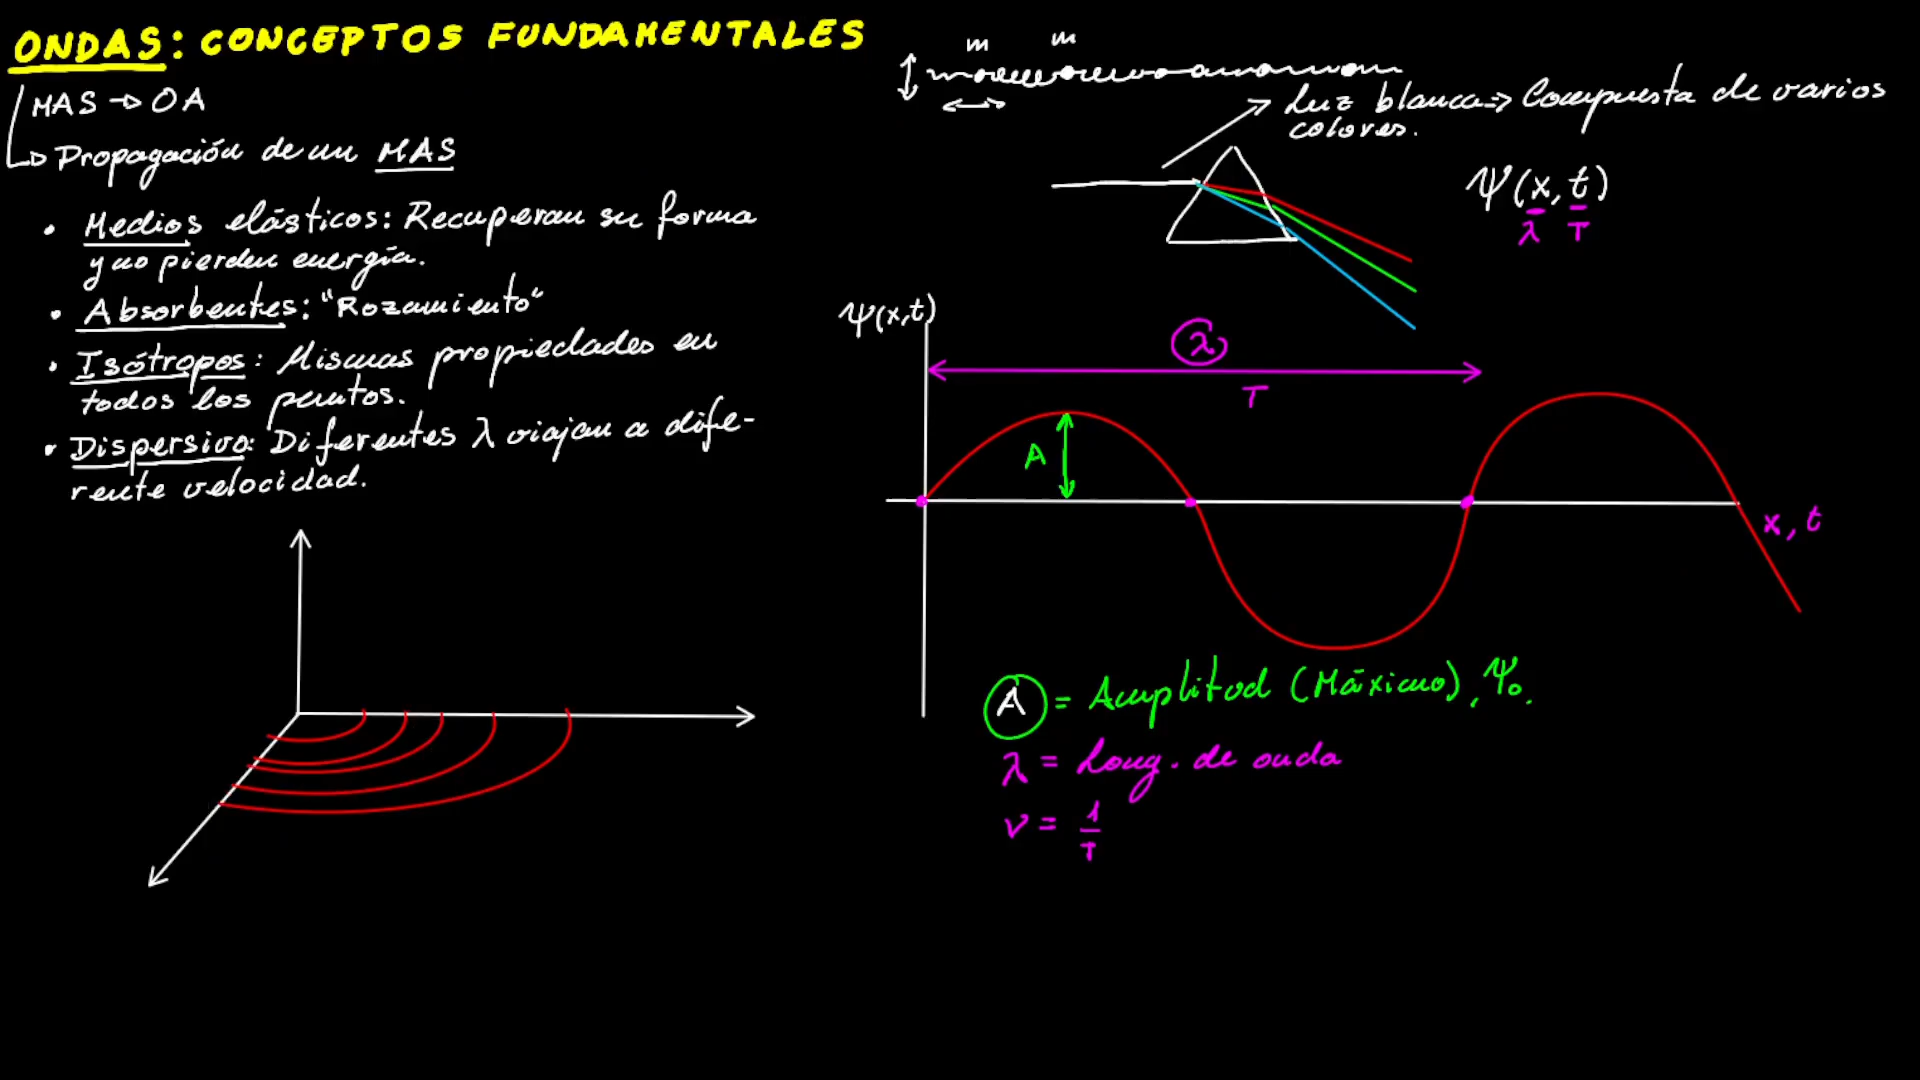 ONDAS: CONCEPTOS FUNDAMENTALES
MAS → OA
↳ Propagación de un MAS
• Medios elásticos: Recuperan su forma
y no pierden energía.
• Absorbentes: "Rozamiento"
• Isótropos: Mismas propiedades en
todos los puntos.
• Dispersivo: Diferentes λ viajan a dife-
rente velocidad.
m m
Luz blanca ⇒ Compuesta de varios
colores.
Ψ(x,t)
λ T
Ψ(x,t)
λ
T
A
x, t
A = Amplitud (Máximo), Ψ₀.
λ = Long. de onda
ν = 1/T